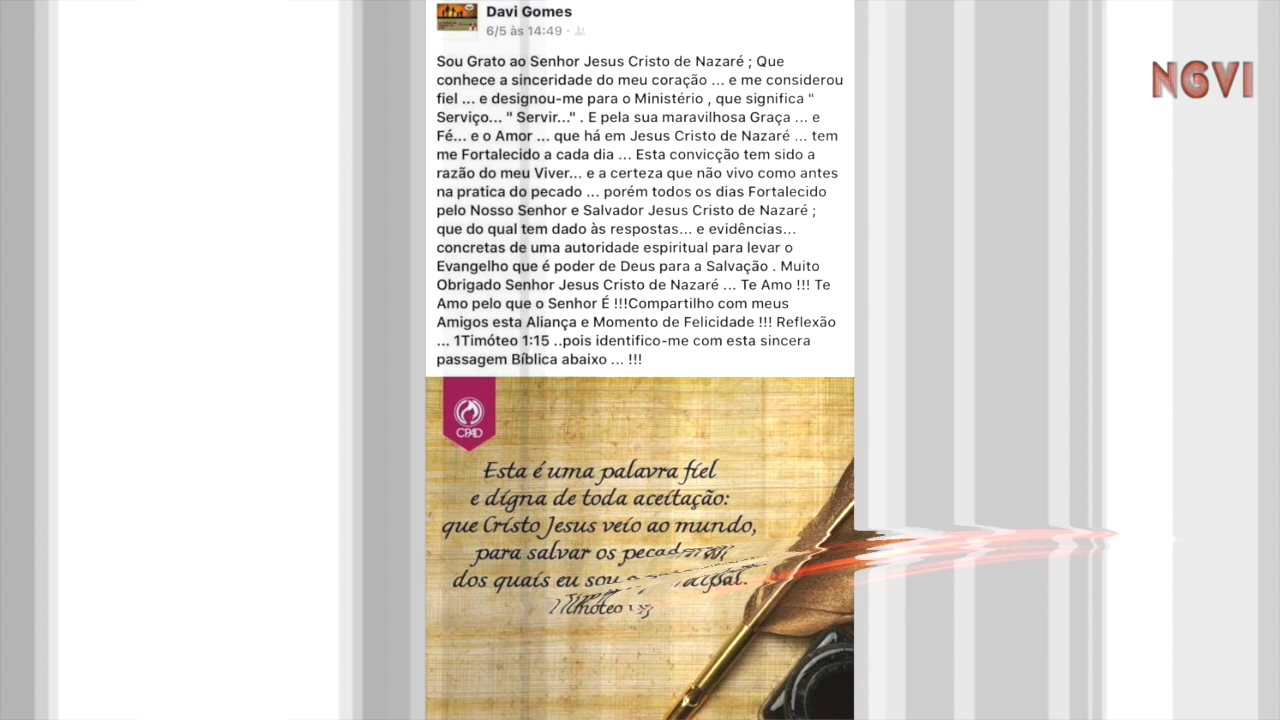 Davi Gomes
6/5 às 14:49 ·
NGVI
Sou Grato ao Senhor Jesus Cristo de Nazaré ; Que
conhece a sinceridade do meu coração ... e me considerou
fiel ... e designou-me para o Ministério , que significa "
Serviço... " Servir..." . E pela sua maravilhosa Graça ... e
Fé... e o Amor ... que há em Jesus Cristo de Nazaré ... tem
me Fortalecido a cada dia ... Esta convicção tem sido a
razão do meu Viver... e a certeza que não vivo como antes
na pratica do pecado ... porém todos os dias Fortalecido
pelo Nosso Senhor e Salvador Jesus Cristo de Nazaré ;
que do qual tem dado às respostas... e evidências...
concretas de uma autoridade espiritual para levar o
Evangelho que é poder de Deus para a Salvação . Muito
Obrigado Senhor Jesus Cristo de Nazaré ... Te Amo !!! Te
Amo pelo que o Senhor É !!!Compartilho com meus
Amigos esta Aliança e Momento de Felicidade !!! Reflexão
... 1Timóteo 1:15 ..pois identifico-me com esta sincera
passagem Bíblica abaixo ... !!!
CPAD
Esta é uma palavra fiel
e digna de toda aceitação:
que Cristo Jesus veio ao mundo,
para salvar os
dos quais eu sou